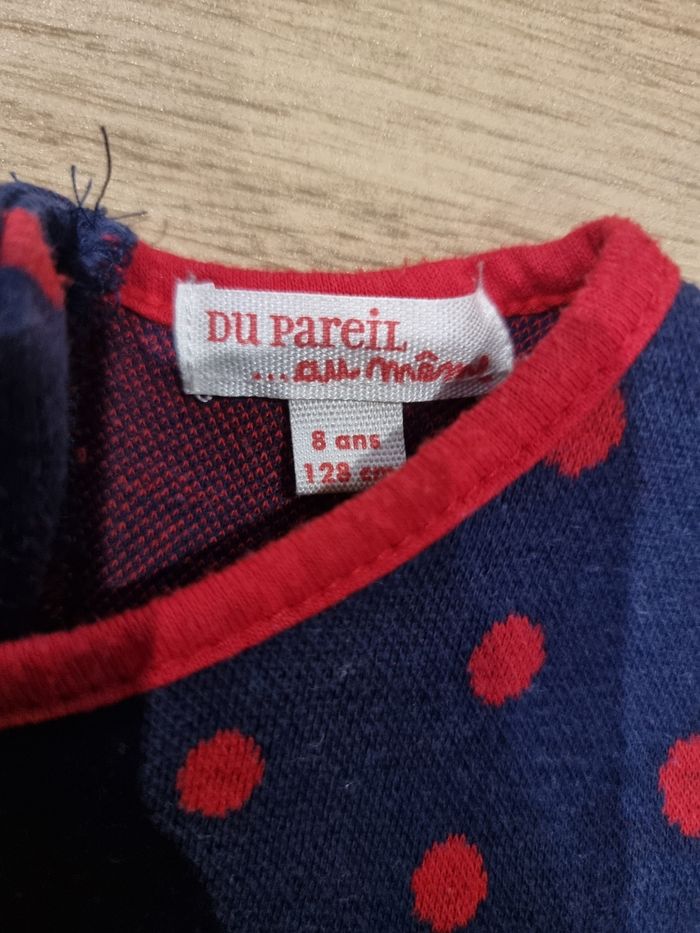 DU PAREIL
...au même
8 ans
128 cm